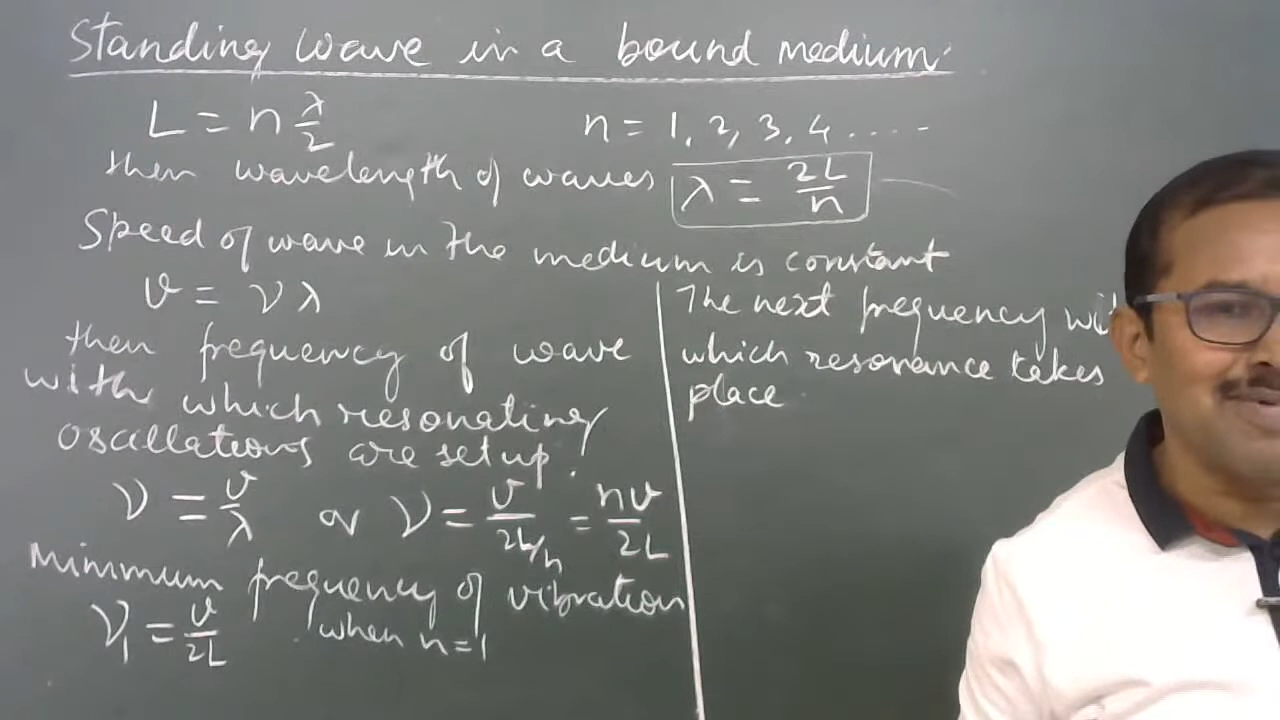 Standing wave in a bound medium.
L = n λ/2 n = 1, 2, 3, 4 .....
then wavelength of waves λ = 2L/n
Speed of wave in the medium is constant
v = νλ
then frequency of wave
with which resonating
oscillations are setup.
ν = v/λ or ν = v/2L/n = nv/2L
Minimum frequency of vibration
ν₁ = v/2L when n=1
The next frequency wit
which resonance takes
place.